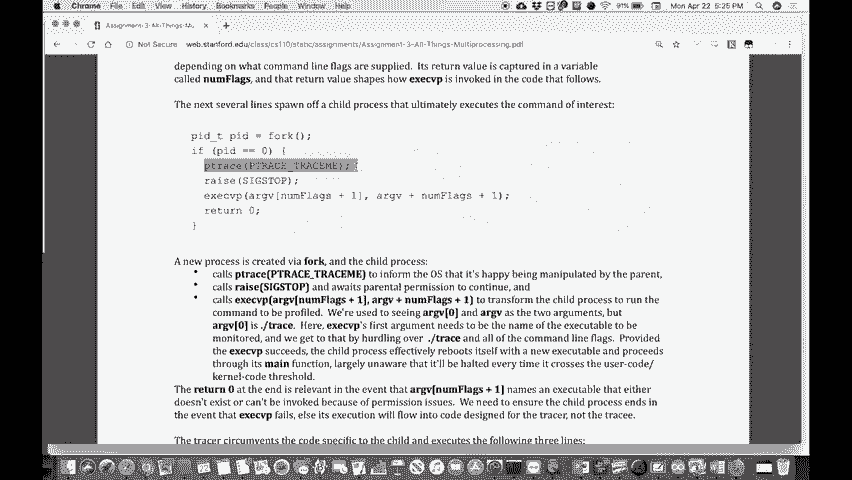 Chrome File Edit View History Bookmarks People Window Help 91% Mon Apr 22 5:25 PM
Assignment-3-All-Things-Mu
Not Secure web.stanford.edu/class/cs110/static/assignments/Assignment-3-All-Things-Multiprocessing.pdf
depending on what command line flags are supplied. Its return value is captured in a variable
called numFlags, and that return value shapes how execvp is invoked in the code that follows.
The next several lines spawn off a child process that ultimately executes the command of interest:
pid_t pid = fork();
if (pid == 0) {
ptrace(PTRACE_TRACEME);
raise(SIGSTOP);
execvp(argv[numFlags + 1], argv + numFlags + 1);
return 0;
}
A new process is created via fork, and the child process:
• calls ptrace(PTRACE_TRACEME) to inform the OS that it's happy being manipulated by the parent,
• calls raise(SIGSTOP) and awaits parental permission to continue, and
• calls execvp(argv[numFlags + 1], argv + numFlags + 1) to transform the child process to run the
command to be profiled. We're used to seeing argv[0] and argv as the two arguments, but
argv[0] is ./trace. Here, execvp's first argument needs to be the name of the executable to be
monitored, and we get to that by hurdling over ./trace and all of the command line flags. Provided
the execvp succeeds, the child process effectively reboots itself with a new executable and proceeds
through its main function, largely unaware that it'll be halted every time it crosses the user-code/
kernel-code threshold.
The return 0 at the end is relevant in the event that argv[numFlags + 1] names an executable that either
doesn't exist or can't be invoked because of permission issues. We need to ensure the child process ends in
the event that execvp fails, else its execution will flow into code designed for the tracer, not the tracee.
The tracer circumvents the code specific to the child and executes the following three lines: